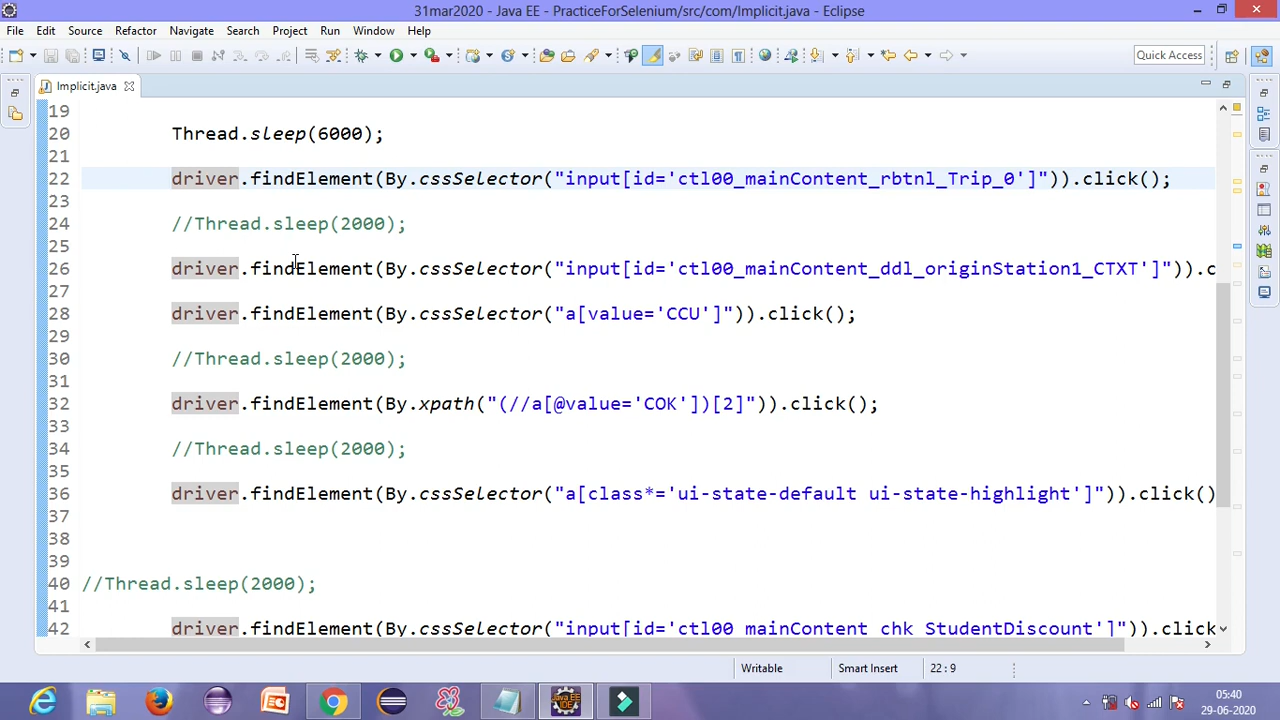 31mar2020 - Java EE - PracticeForSelenium/src/com/Implicit.java - Eclipse
File Edit Source Refactor Navigate Search Project Run Window Help
Quick Access
Implicit.java
19
20 Thread.sleep(6000);
21
22 driver.findElement(By.cssSelector("input[id='ctl00_mainContent_rbtnl_Trip_0']")).click();
23
24 //Thread.sleep(2000);
25
26 driver.findElement(By.cssSelector("input[id='ctl00_mainContent_ddl_originStation1_CTXT']")).c
27
28 driver.findElement(By.cssSelector("a[value='CCU']")).click();
29
30 //Thread.sleep(2000);
31
32 driver.findElement(By.xpath("(//a[@value='COK'])[2]")).click();
33
34 //Thread.sleep(2000);
35
36 driver.findElement(By.cssSelector("a[class*='ui-state-default ui-state-highlight']")).click()
37
38
39
40 //Thread.sleep(2000);
41
42 driver.findElement(By.cssSelector("input[id='ctl00_mainContent_chk_StudentDiscount']")).click
Writable Smart Insert 22 : 9
05:40
29-06-2020